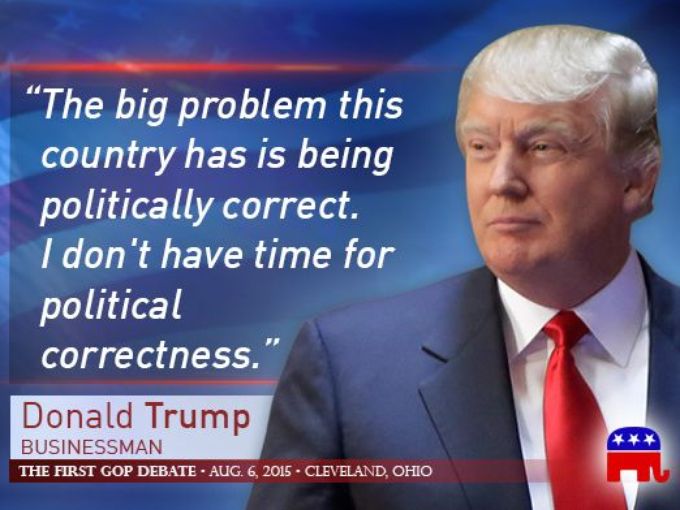 “The big problem this
country has is being
politically correct.
I don't have time for
political
correctness.”
Donald Trump
BUSINESSMAN
THE FIRST GOP DEBATE • AUG. 6, 2015 • CLEVELAND, OHIO